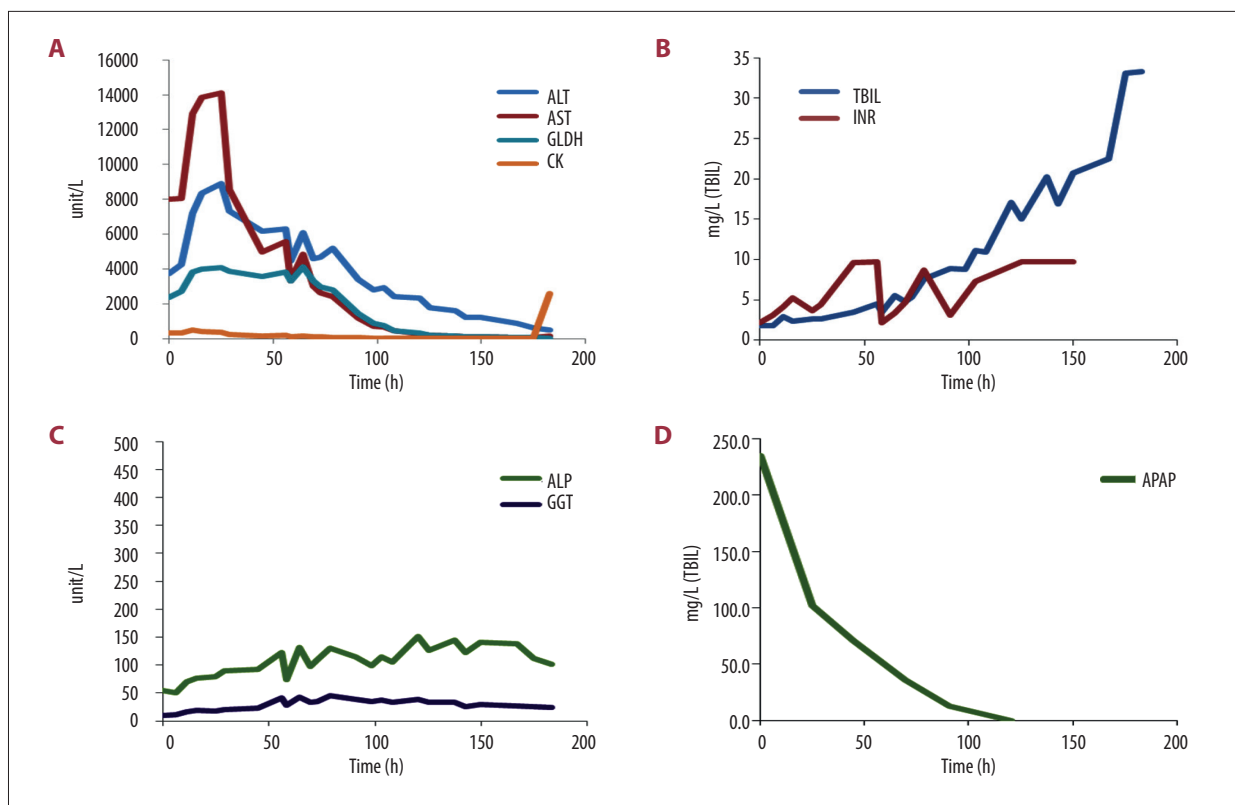 A
16000
14000
12000
10000
8000
6000
4000
2000
0
unit/L
0 50 100 150 200
Time (h)
ALT
AST
GLDH
CK
B
35
30
25
20
15
10
5
0
mg/L (TBIL)
0 50 100 150 200
Time (h)
TBIL
INR
C
500
450
400
350
300
250
200
150
100
50
0
unit/L
0 50 100 150 200
Time (h)
ALP
GGT
D
250.0
200.0
150.0
100.0
50.0
0.0
mg/L (TBIL)
0 50 100 150 200
Time (h)
APAP